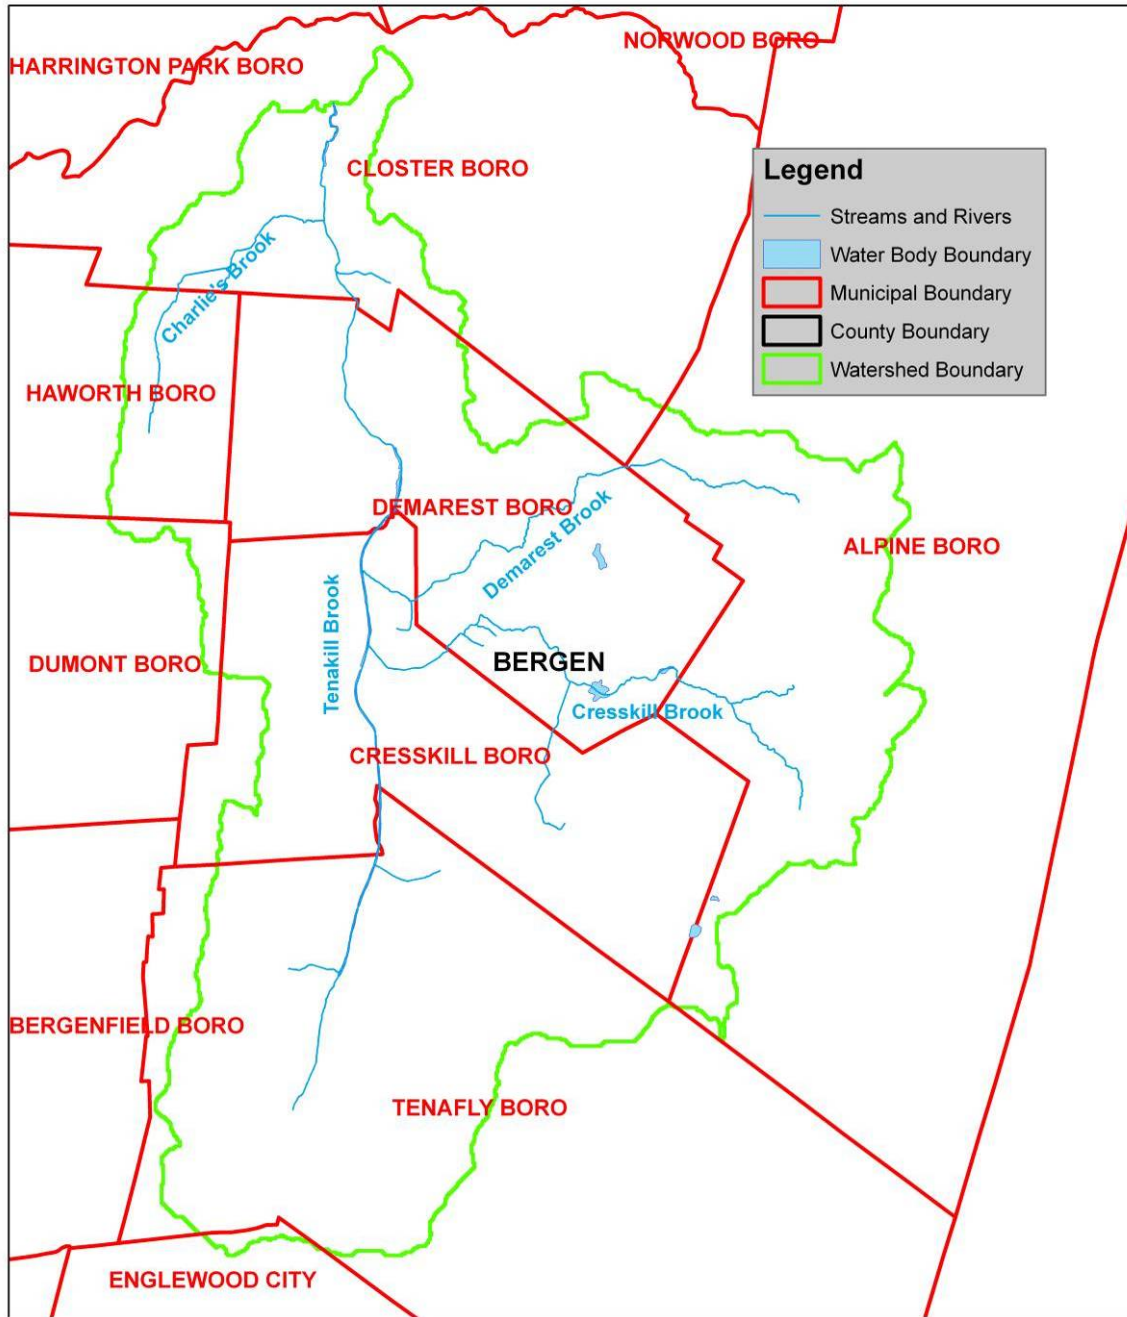 NORWOOD BORO
HARRINGTON PARK BORO
CLOSTER BORO
Legend
Streams and Rivers
Water Body Boundary
Municipal Boundary
County Boundary
Watershed Boundary
Charlie's Brook
HAWORTH BORO
DEMAREST BORO
Demarest Brook
ALPINE BORO
Tenakill Brook
DUMONT BORO
BERGEN
Cresskill Brook
CRESSKILL BORO
BERGENFIELD BORO
TENAFLY BORO
ENGLEWOOD CITY